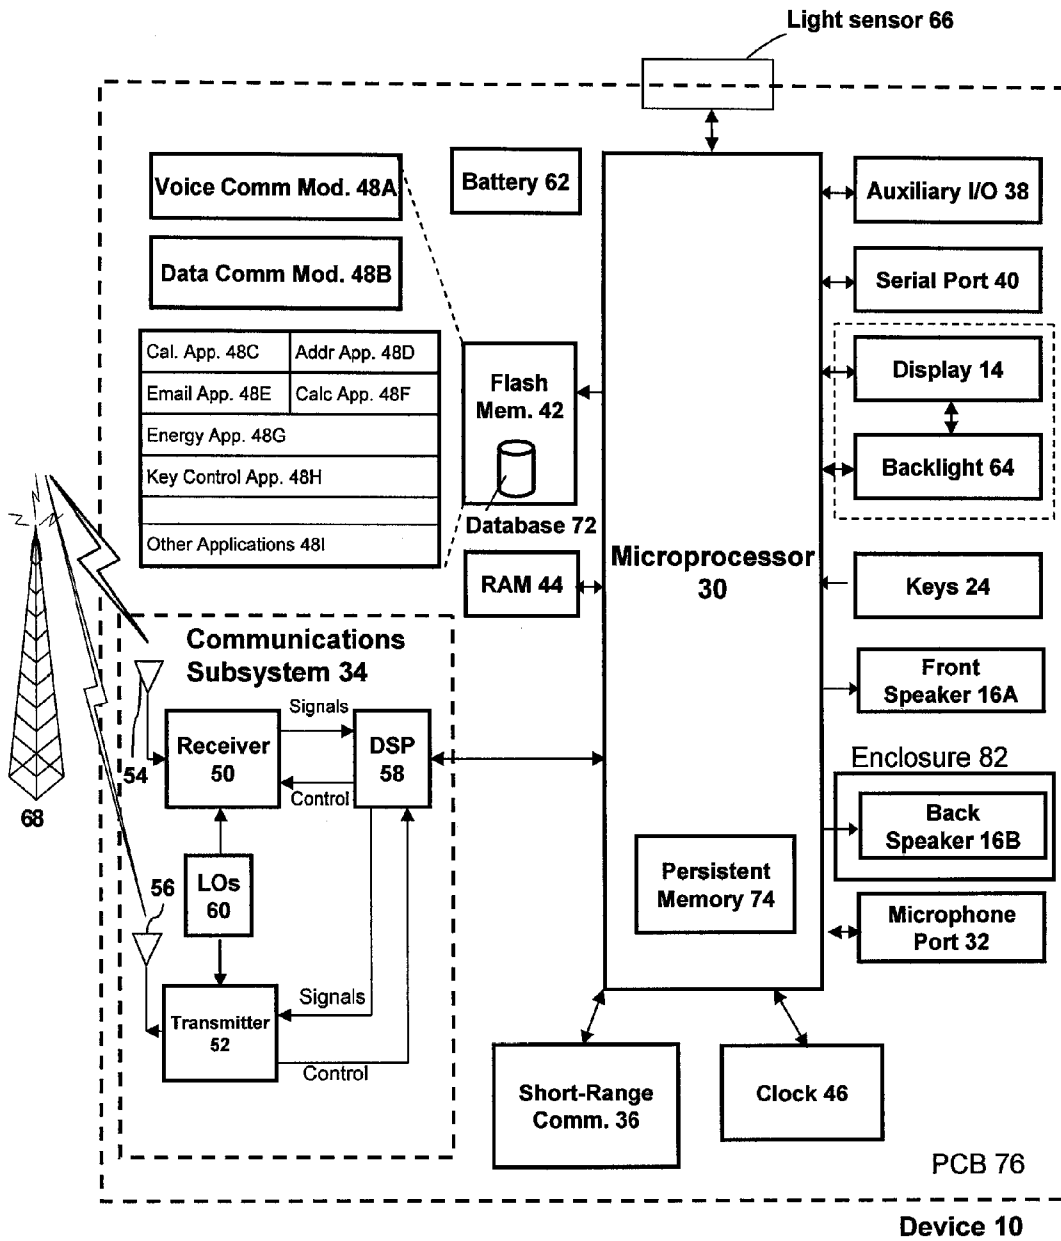 Light sensor 66
Voice Comm Mod. 48A
Battery 62
Auxiliary I/O 38
Data Comm Mod. 48B
Serial Port 40
Cal. App. 48C
Addr App. 48D
Email App. 48E
Calc App. 48F
Energy App. 48G
Key Control App. 48H
Other Applications 48I
Flash
Mem. 42
Database 72
RAM 44
Display 14
Backlight 64
Microprocessor
30
Keys 24
Communications
Subsystem 34
Front
Speaker 16A
Signals
Receiver
50
DSP
58
Control
54
68
Enclosure 82
Back
Speaker 16B
LOs
60
56
Persistent
Memory 74
Microphone
Port 32
Signals
Transmitter
52
Control
Short-Range
Comm. 36
Clock 46
PCB 76
Device 10